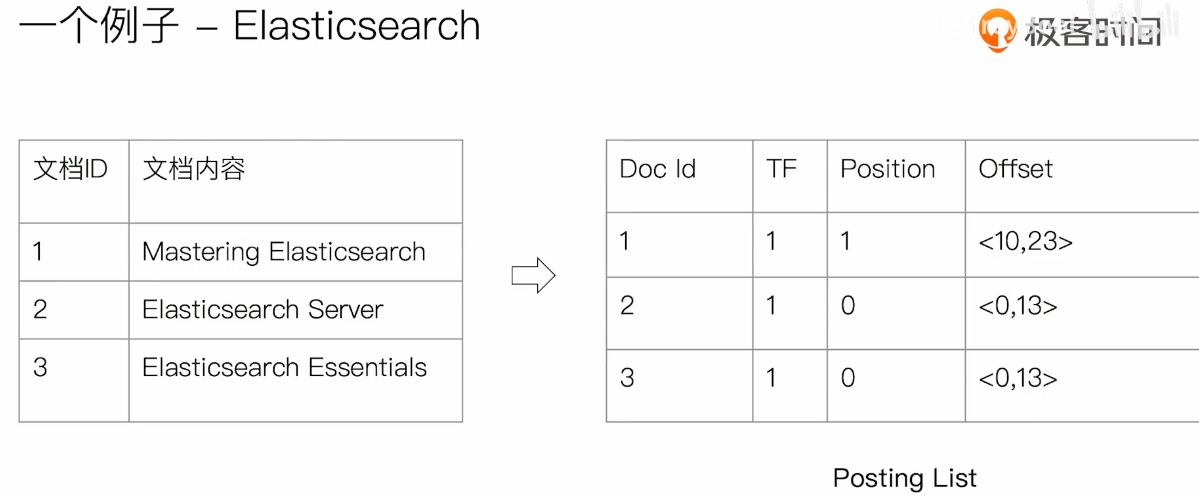 一个例子 – Elasticsearch
极客时间
文档ID 文档内容
1 Mastering Elasticsearch
2 Elasticsearch Server
3 Elasticsearch Essentials
Doc Id TF Position Offset
1 1 1 <10,23>
2 1 0 <0,13>
3 1 0 <0,13>
Posting List